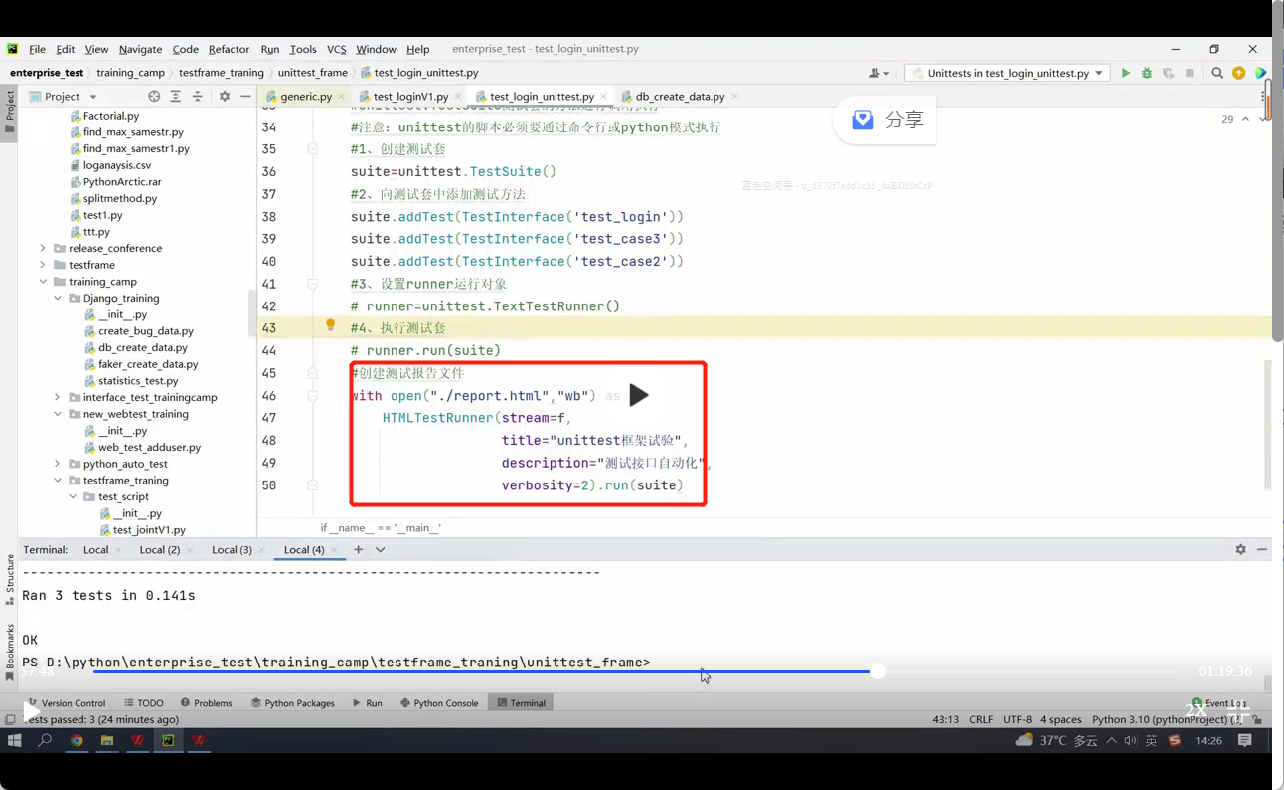 File Edit View Navigate Code Refactor Run Tools VCS Window Help enterprise_test - test_login_unittest.py
enterprise_test training_camp testframe_traning unittest_frame test_login_unittest.py Unittests in test_login_unittest.py
Project
Project
generic.py test_loginV1.py test_login_unittest.py db_create_data.py
分享
29
Factorial.py
find_max_samestr.py
find_max_samestr1.py
loganaysis.csv
PythonArctic.rar
splitmethod.py
test1.py
ttt.py
release_conference
testframe
training_camp
Django_training
__init__.py
create_bug_data.py
db_create_data.py
faker_create_data.py
statistics_test.py
interface_test_trainingcamp
new_webtest_training
__init__.py
web_test_adduser.py
python_auto_test
testframe_traning
test_script
__init__.py
test_jointV1.py
34 #注意：unittest的脚本必须要通过命令行或python模式执行
35 #1、创建测试套
36 suite=unittest.TestSuite()
37 #2、向测试套中添加测试方法
38 suite.addTest(TestInterface('test_login'))
39 suite.addTest(TestInterface('test_case3'))
40 suite.addTest(TestInterface('test_case2'))
41 #3、设置runner运行对象
42 # runner=unittest.TextTestRunner()
43 #4、执行测试套
44 # runner.run(suite)
45 #创建测试报告文件
46 with open("./report.html","wb") as
47 HTMLTestRunner(stream=f,
48 title="unittest框架试验",
49 description="测试接口自动化",
50 verbosity=2).run(suite)
if __name__ == '__main__'
Terminal: Local Local (2) Local (3) Local (4)
Structure
Bookmarks
----------------------------------------------------------------------
Ran 3 tests in 0.141s
OK
PS D:\python\enterprise_test\training_camp\testframe_traning\unittest_frame>
57:48 01:19:36
Version Control TODO Problems Python Packages Run Python Console Terminal Event Log
2X
Tests passed: 3 (24 minutes ago) 43:13 CRLF UTF-8 4 spaces Python 3.10 (pythonProject)
37℃ 多云 英 14:26